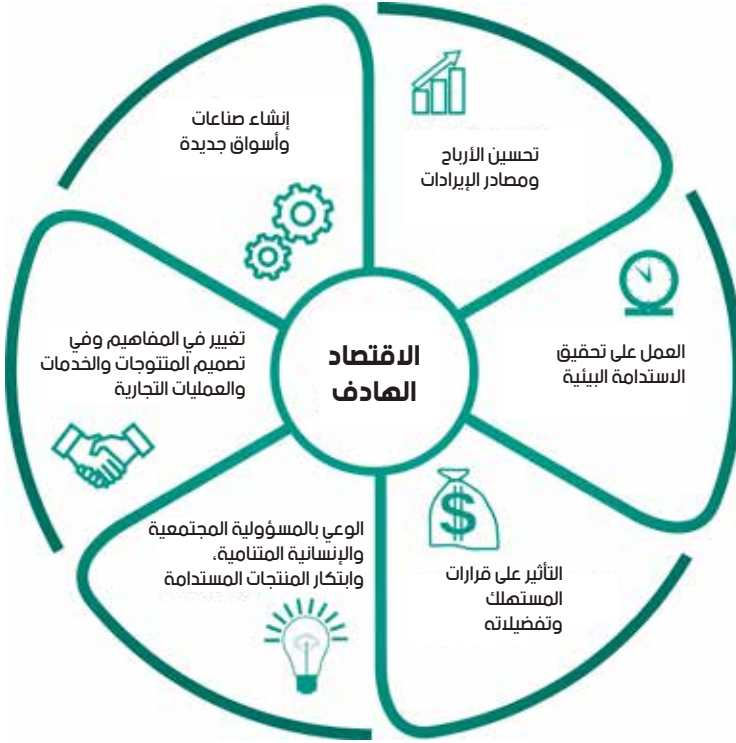 إنشاء صناعات
وأسواق جديدة
تحسين الأرباح
ومصادر الإيرادات
العمل على تحقيق
الاستدامة البيئية
التأثير على قرارات
المستهلك
وتفضيلاته
الوعي بالمسؤولية المجتمعية
والإنسانية المتنامية،
وابتكار المنتجات المستدامة
تغيير في المفاهيم وفي
تصميم المنتوجات والخدمات
والعمليات التجارية
الاقتصاد
الهادف
$